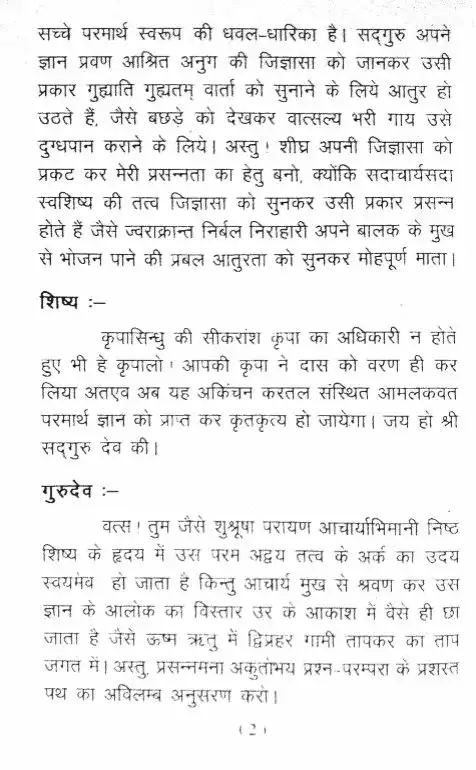 सच्चे परमार्थ स्वरूप की धवल-धारिका है। सद्गुरु अपने
ज्ञान प्रवण आश्रित अनुग की जिज्ञासा को जानकर उसी
प्रकार गुह्याति गुह्यतम् वार्ता को सुनाने के लिये आतुर हो
उठते हैं, जैसे बछड़े को देखकर वात्सल्य भरी गाय उसे
दुग्धपान कराने के लिये। अस्तु ! शीघ्र अपनी जिज्ञासा को
प्रकट कर मेरी प्रसन्नता का हेतु बनो, क्योंकि सदाचार्यसदा
स्वशिष्य की तत्व जिज्ञासा को सुनकर उसी प्रकार प्रसन्न
होते हैं जैसे ज्वराक्रान्त निर्बल निराहारी अपने बालक के मुख
से भोजन पाने की प्रबल आतुरता को सुनकर मोहपूर्ण माता।
शिष्य :–
कृपासिन्धु की सीकरांश कृपा का अधिकारी न होते
हुए भी हे कृपालो ! आपकी कृपा ने दास को वरण ही कर
लिया अतएव अब यह अकिंचन करतल संस्थित आमलकवत
परमार्थ ज्ञान को प्राप्त कर कृतकृत्य हो जायेगा। जय हो श्री
सद्गुरु देव की।
गुरुदेव :–
वत्स ! तुम जैसे शुश्रूषा परायण आचार्याभिमानी निष्ठ
शिष्य के हृदय में उस परम अद्वय तत्व के अर्क का उदय
स्वयमेव हो जाता है किन्तु आचार्य मुख से श्रवण कर उस
ज्ञान के आलोक का विस्तार उर के आकाश में वैसे ही छा
जाता है जैसे ऊष्म ऋतु में द्विप्रहर गामी तापकर का ताप
जगत में। अस्तु, प्रसन्नमना अकुतोभय प्रश्न-परम्परा के प्रशस्त
पथ का अविलम्ब अनुसरण करो।
(2)